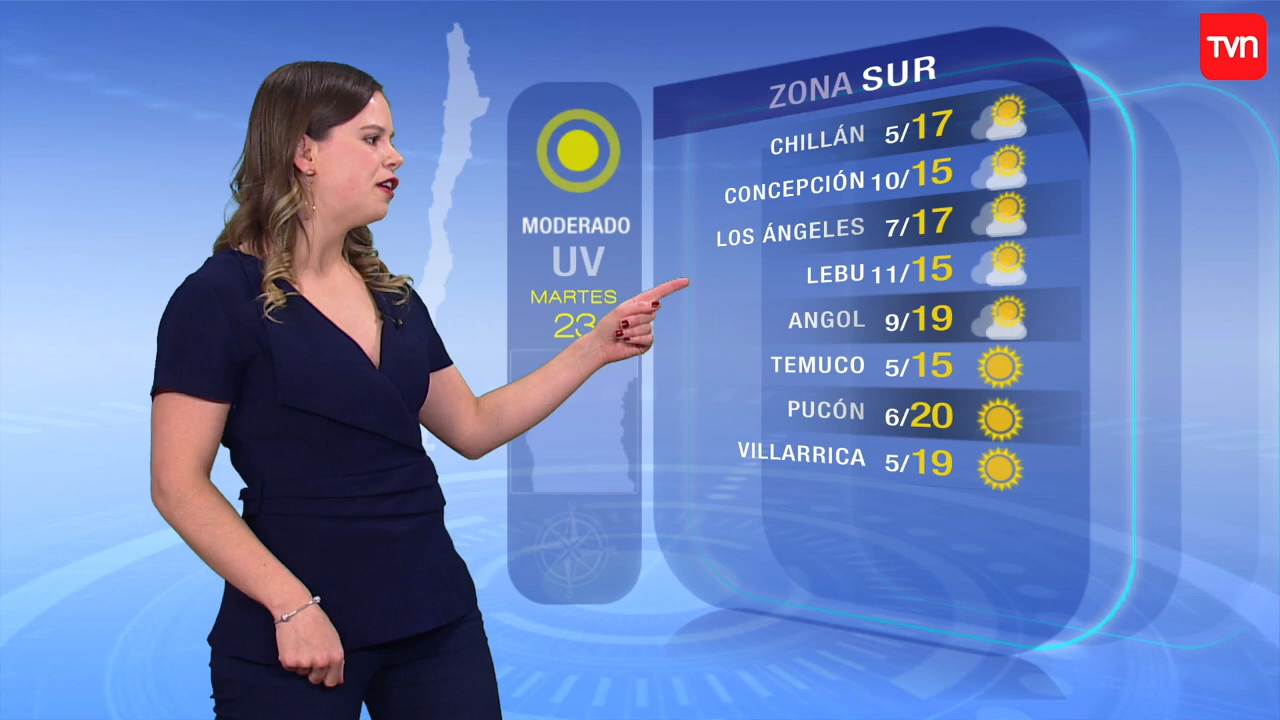 TVN
MODERADO
UV
MARTES
23
ZONA SUR
CHILLÁN 5/17
CONCEPCIÓN 10/15
LOS ÁNGELES 7/17
LEBU 11/15
ANGOL 9/19
TEMUCO 5/15
PUCÓN 6/20
VILLARRICA 5/19